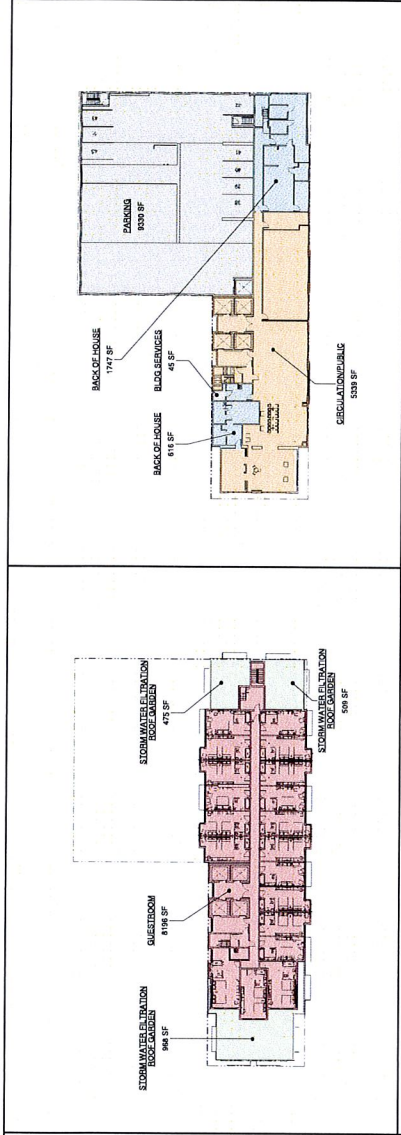 PARKING
9330 SF
BACK OF HOUSE
1747 SF
BLDG SERVICES
45 SF
BACK OF HOUSE
616 SF
CIRCULATION/PUBLIC
5339 SF
STORM WATER FILTRATION
ROOF GARDEN
475 SF
STORM WATER FILTRATION
ROOF GARDEN
509 SF
GUESTROOM
8196 SF
STORM WATER FILTRATION
ROOF GARDEN
968 SF